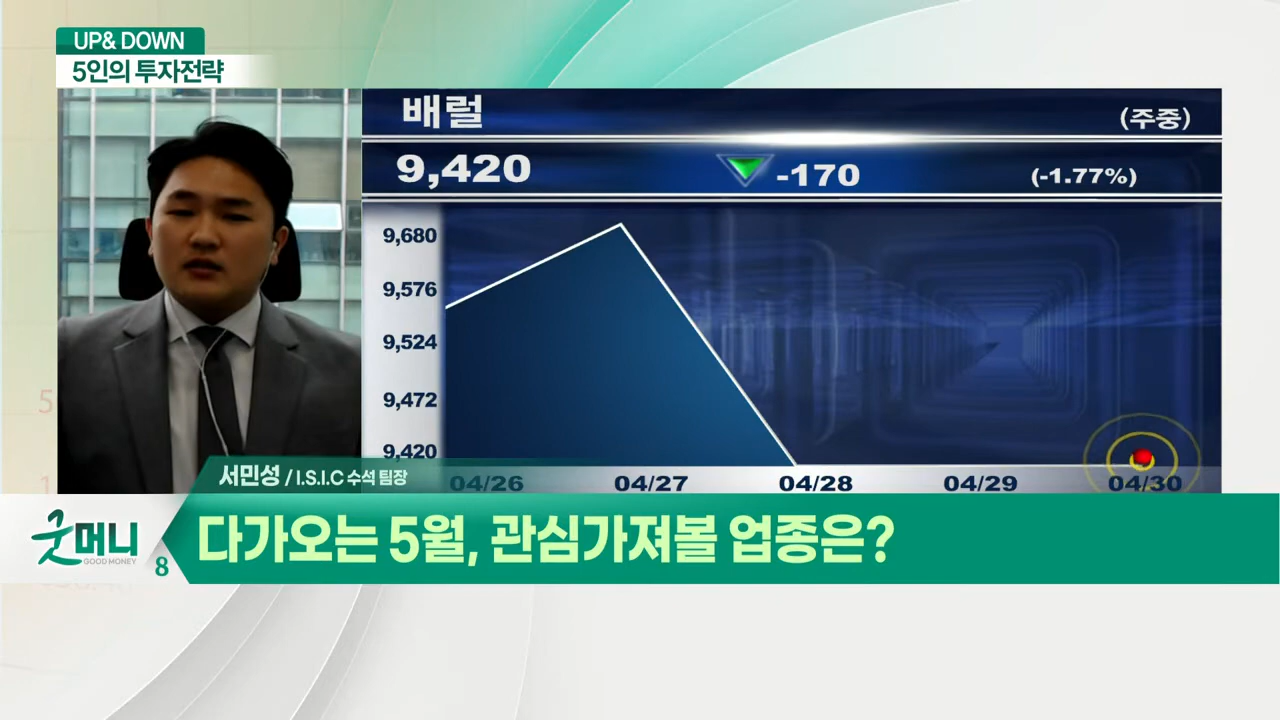 UP& DOWN
5인의 투자전략
배럴
(주중)
9,420
-170
(-1.77%)
9,680
9,576
9,524
9,472
9,420
04/26
04/27
04/28
04/29
04/30
서민성 / I.S.I.C 수석 팀장
굿머니
GOOD MONEY
8
다가오는 5월, 관심가져볼 업종은?